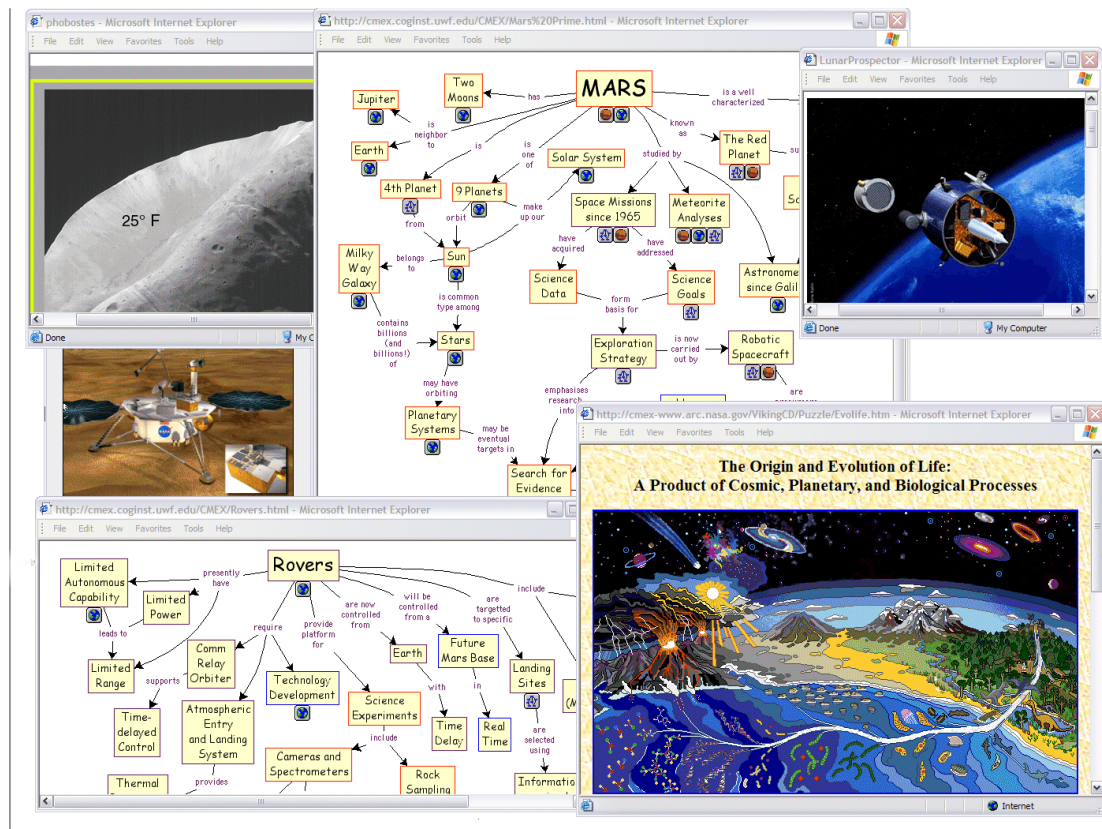 phobostes - Microsoft Internet Explorer
File Edit View Favorites Tools Help
25° F
Done
My C
http://cmex.coginst.uwf.edu/CMEX/Mars%20Prime.html - Microsoft Internet Explorer
File Edit View Favorites Tools Help
MARS
has
Two
Moons
is
neighbor
to
Jupiter
Earth
is
4th Planet
is
one
of
9 Planets
from
orbit
make
up our
Solar System
Sun
belongs
to
Milky
Way
Galaxy
contains
billions
(and
billions!)
of
is common
type among
Stars
may have
orbiting
Planetary
Systems
may be
eventual
targets in
Search for
Evidence
studied by
Space Missions
since 1965
Meteorite
Analyses
have
acquired
have
addressed
Science
Data
Science
Goals
form
basis for
Exploration
Strategy
emphasises
research
into
is now
carried
out by
Robotic
Spacecraft
are
known
as
The Red
Planet
su
is a well
characterized
Astronome
since Galil
LunarProspector - Microsoft Internet Explorer
File Edit View Favorites Tools Help
Done
My Computer
http://cmex.coginst.uwf.edu/CMEX/Rovers.html - Microsoft Internet Explorer
File Edit View Favorites Tools Help
Rovers
presently
have
Limited
Autonomous
Capability
Limited
Power
leads to
Limited
Range
supports
Time-
delayed
Control
require
Comm
Relay
Orbiter
Atmospheric
Entry
and Landing
System
provides
Thermal
Technology
Development
provide
platform
for
Science
Experiments
include
Cameras and
Spectrometers
Rock
Sampling
are now
controlled
from
Earth
with
Time
Delay
will be
controlled
from a
Future
Mars Base
in
Real
Time
are
targetted
to specific
Landing
Sites
are
selected
using
Informatio
include
(M
http://cmex-www.arc.nasa.gov/VikingCD/Puzzle/Evolife.htm - Microsoft Internet Explorer
File Edit View Favorites Tools Help
The Origin and Evolution of Life:
A Product of Cosmic, Planetary, and Biological Processes
Internet